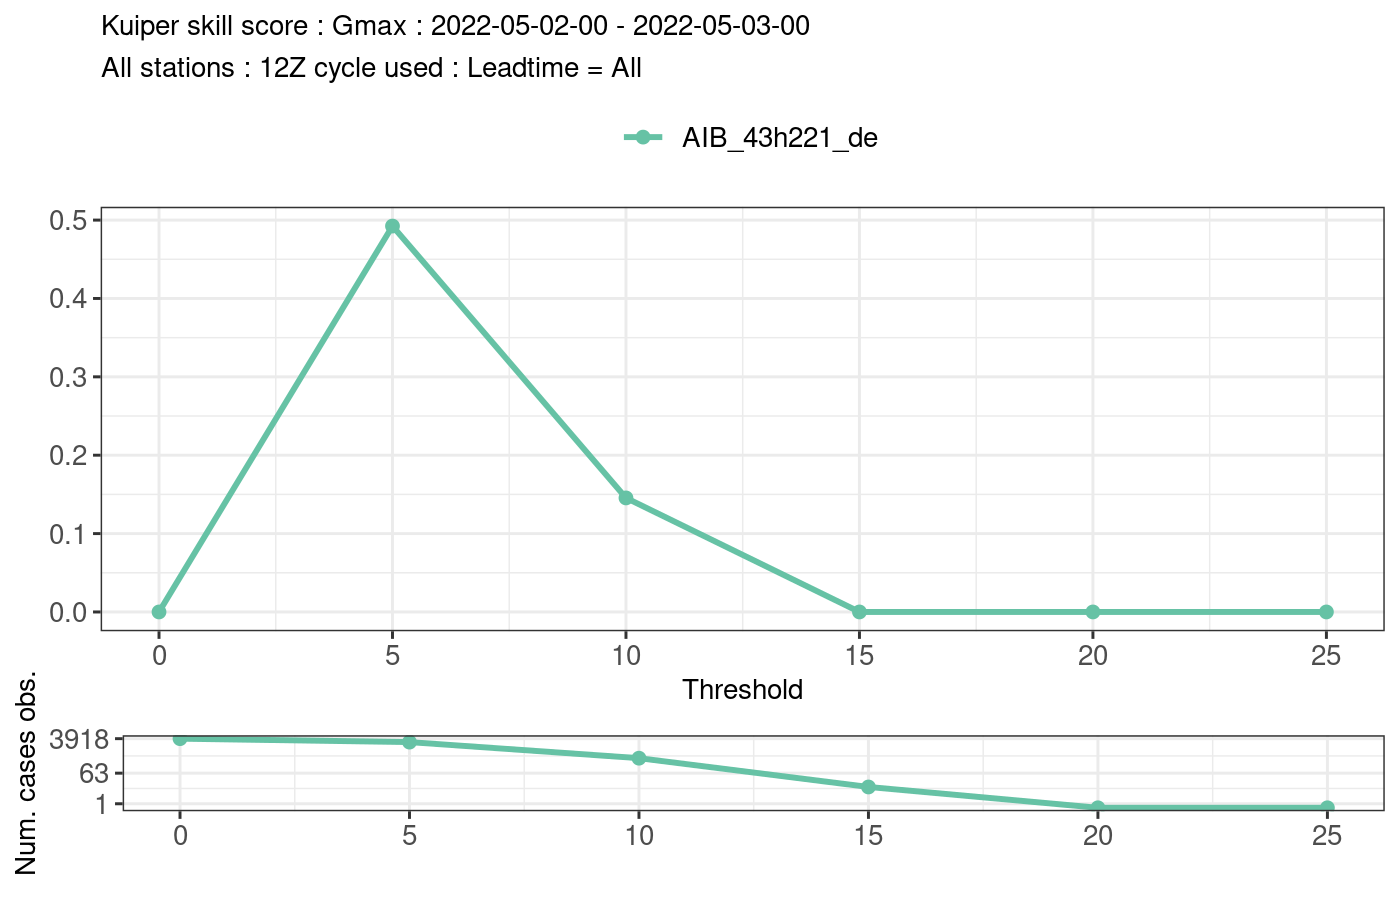 Kuiper skill score : Gmax : 2022-05-02-00 - 2022-05-03-00
All stations : 12Z cycle used : Leadtime = All
AIB_43h221_de
0.5
0.4
0.3
0.2
0.1
0.0
0 5 10 15 20 25
Threshold
Num. cases obs.
3918
63
1
0 5 10 15 20 25